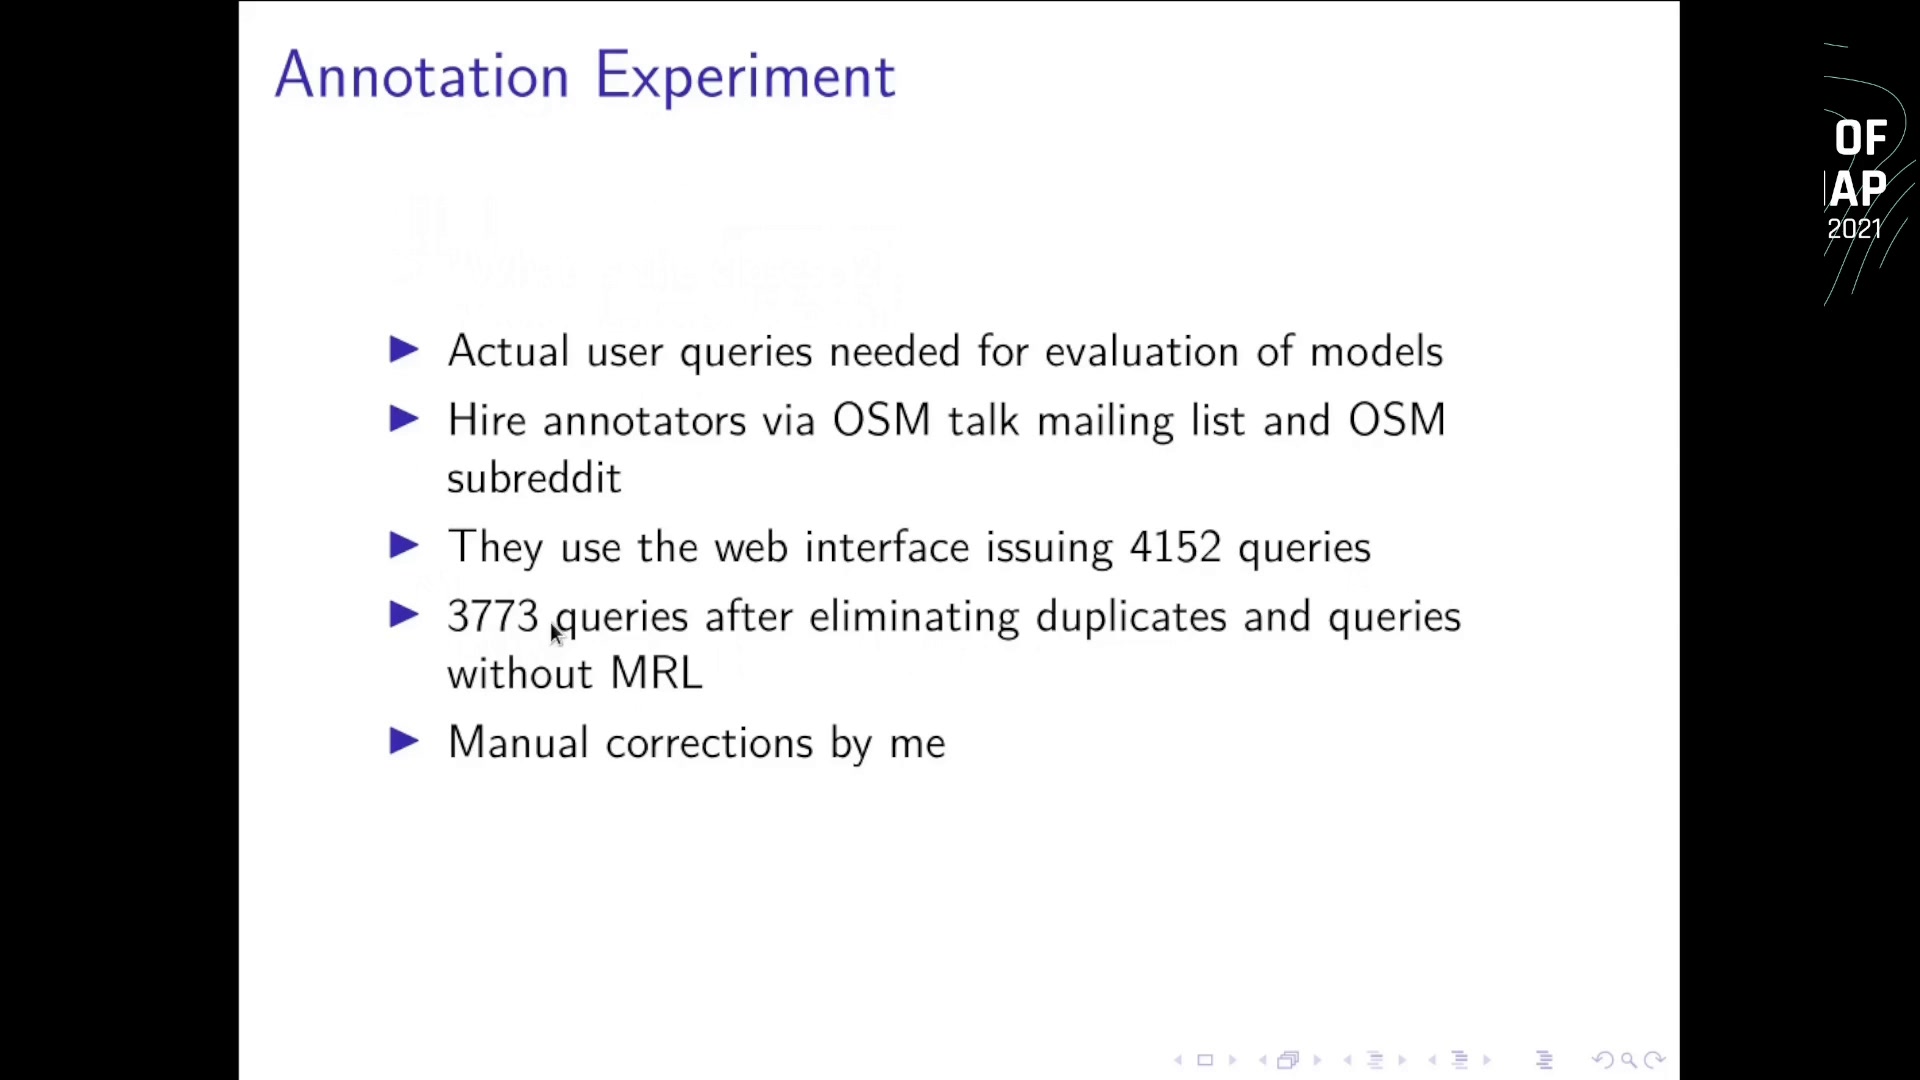 Annotation Experiment
Actual user queries needed for evaluation of models
Hire annotators via OSM talk mailing list and OSM
subreddit
They use the web interface issuing 4152 queries
3773 queries after eliminating duplicates and queries
without MRL
Manual corrections by me
OF
AP
2021